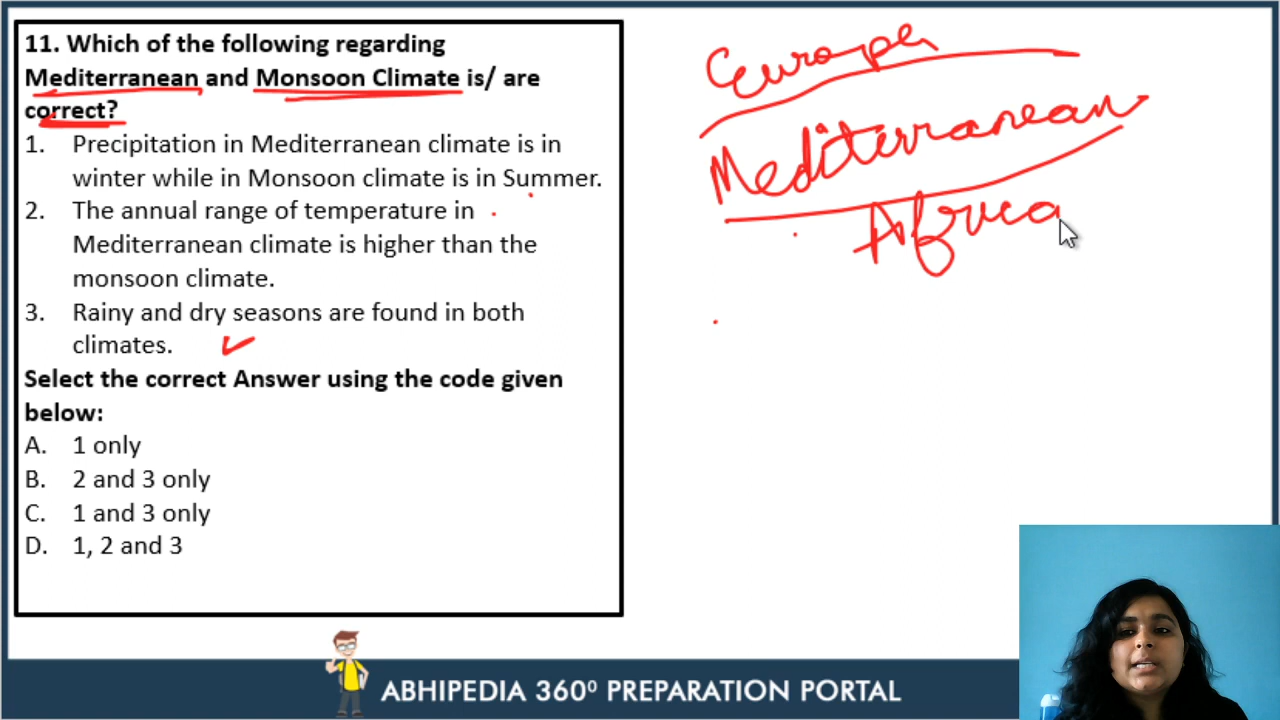 11. Which of the following regarding
Mediterranean and Monsoon Climate is/ are
correct?
1. Precipitation in Mediterranean climate is in
winter while in Monsoon climate is in Summer.
2. The annual range of temperature in
Mediterranean climate is higher than the
monsoon climate.
3. Rainy and dry seasons are found in both
climates.
Select the correct Answer using the code given
below:
A. 1 only
B. 2 and 3 only
C. 1 and 3 only
D. 1, 2 and 3
Europe
Mediterranean
Africa
ABHIPEDIA 360⁰ PREPARATION PORTAL